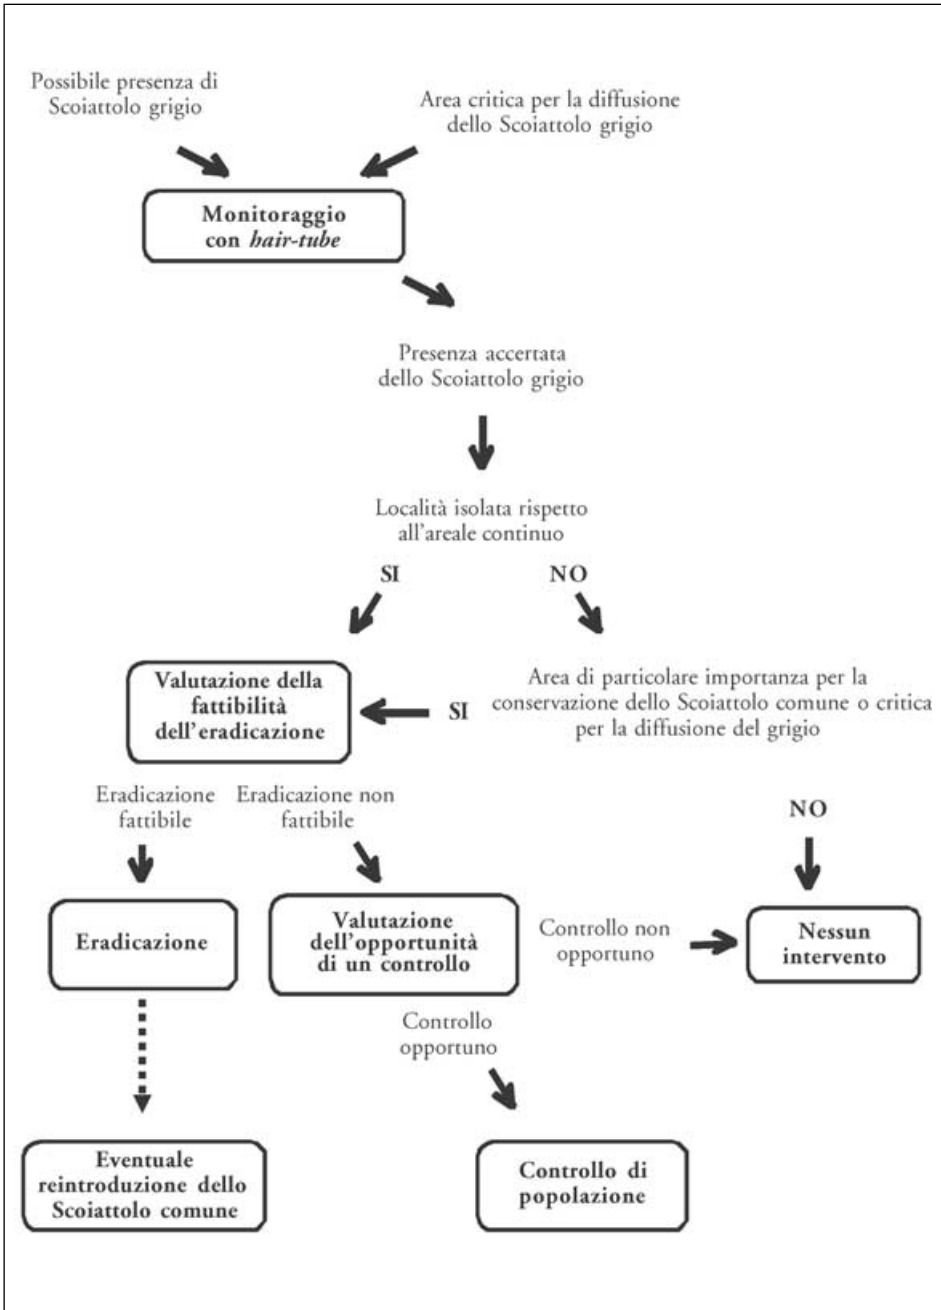 Possibile presenza di
Scoiattolo grigio
Area critica per la diffusione
dello Scoiattolo grigio
Monitoraggio
con hair-tube
Presenza accertata
dello Scoiattolo grigio
Località isolata rispetto
all'areale continuo
SI
NO
Valutazione della
fattibilità
dell'eradicazione
SI
Area di particolare importanza per la
conservazione dello Scoiattolo comune o critica
per la diffusione del grigio
Eradicazione
fattibile
Eradicazione non
fattibile
NO
Eradicazione
Valutazione
dell'opportunità
di un controllo
Controllo non
opportuno
Nessun
intervento
Controllo
opportuno
Eventuale
reintroduzione dello
Scoiattolo comune
Controllo di
popolazione